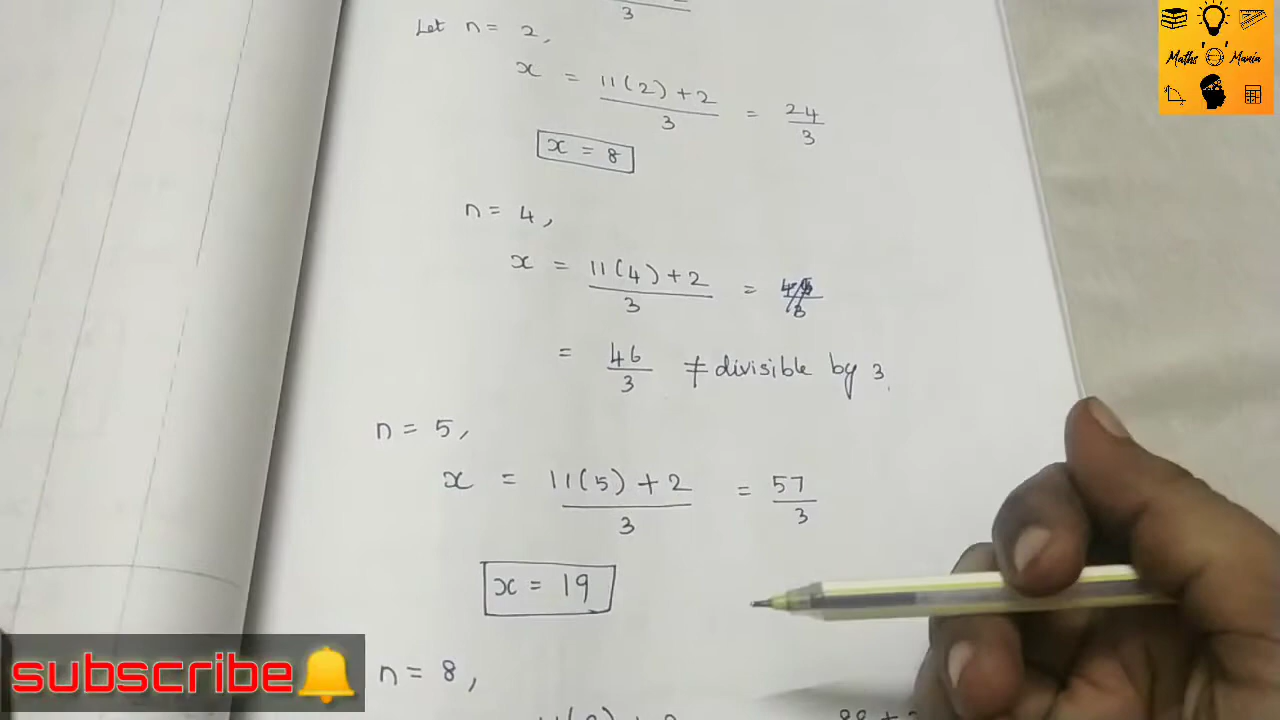 3
Let n = 2,
x = 11(2) + 2 / 3 = 24 / 3
x = 8
n = 4,
x = 11(4) + 2 / 3 =
= 46 / 3 ≠ divisible by 3.
n = 5,
x = 11(5) + 2 / 3 = 57 / 3
x = 19
n = 8,
Maths Mania
subscribe